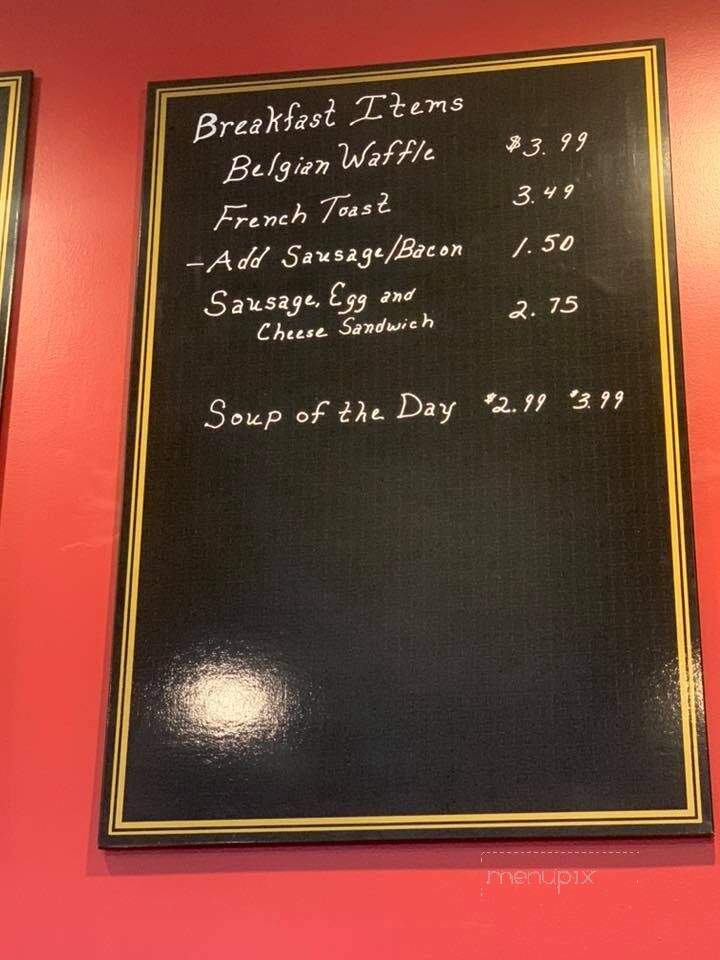 Breakfast Items
Belgian Waffle $3.99
French Toast 3.49
-Add Sausage/Bacon 1.50
Sausage, Egg and
Cheese Sandwich 2.75
Soup of the Day $2.99 $3.99
menupix